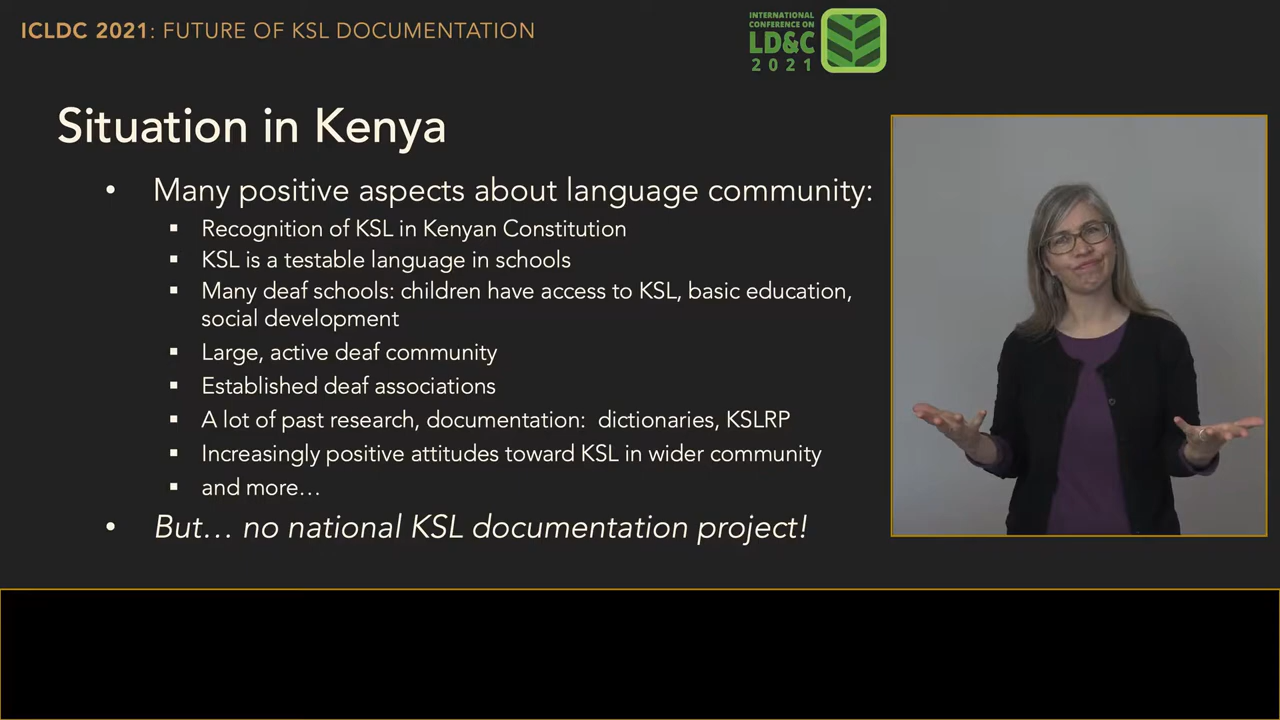 ICLDC 2021: FUTURE OF KSL DOCUMENTATION
INTERNATIONAL
CONFERENCE ON
LD&C
2021
Situation in Kenya
• Many positive aspects about language community:
▪ Recognition of KSL in Kenyan Constitution
▪ KSL is a testable language in schools
▪ Many deaf schools: children have access to KSL, basic education,
social development
▪ Large, active deaf community
▪ Established deaf associations
▪ A lot of past research, documentation: dictionaries, KSLRP
▪ Increasingly positive attitudes toward KSL in wider community
▪ and more…
• But… no national KSL documentation project!